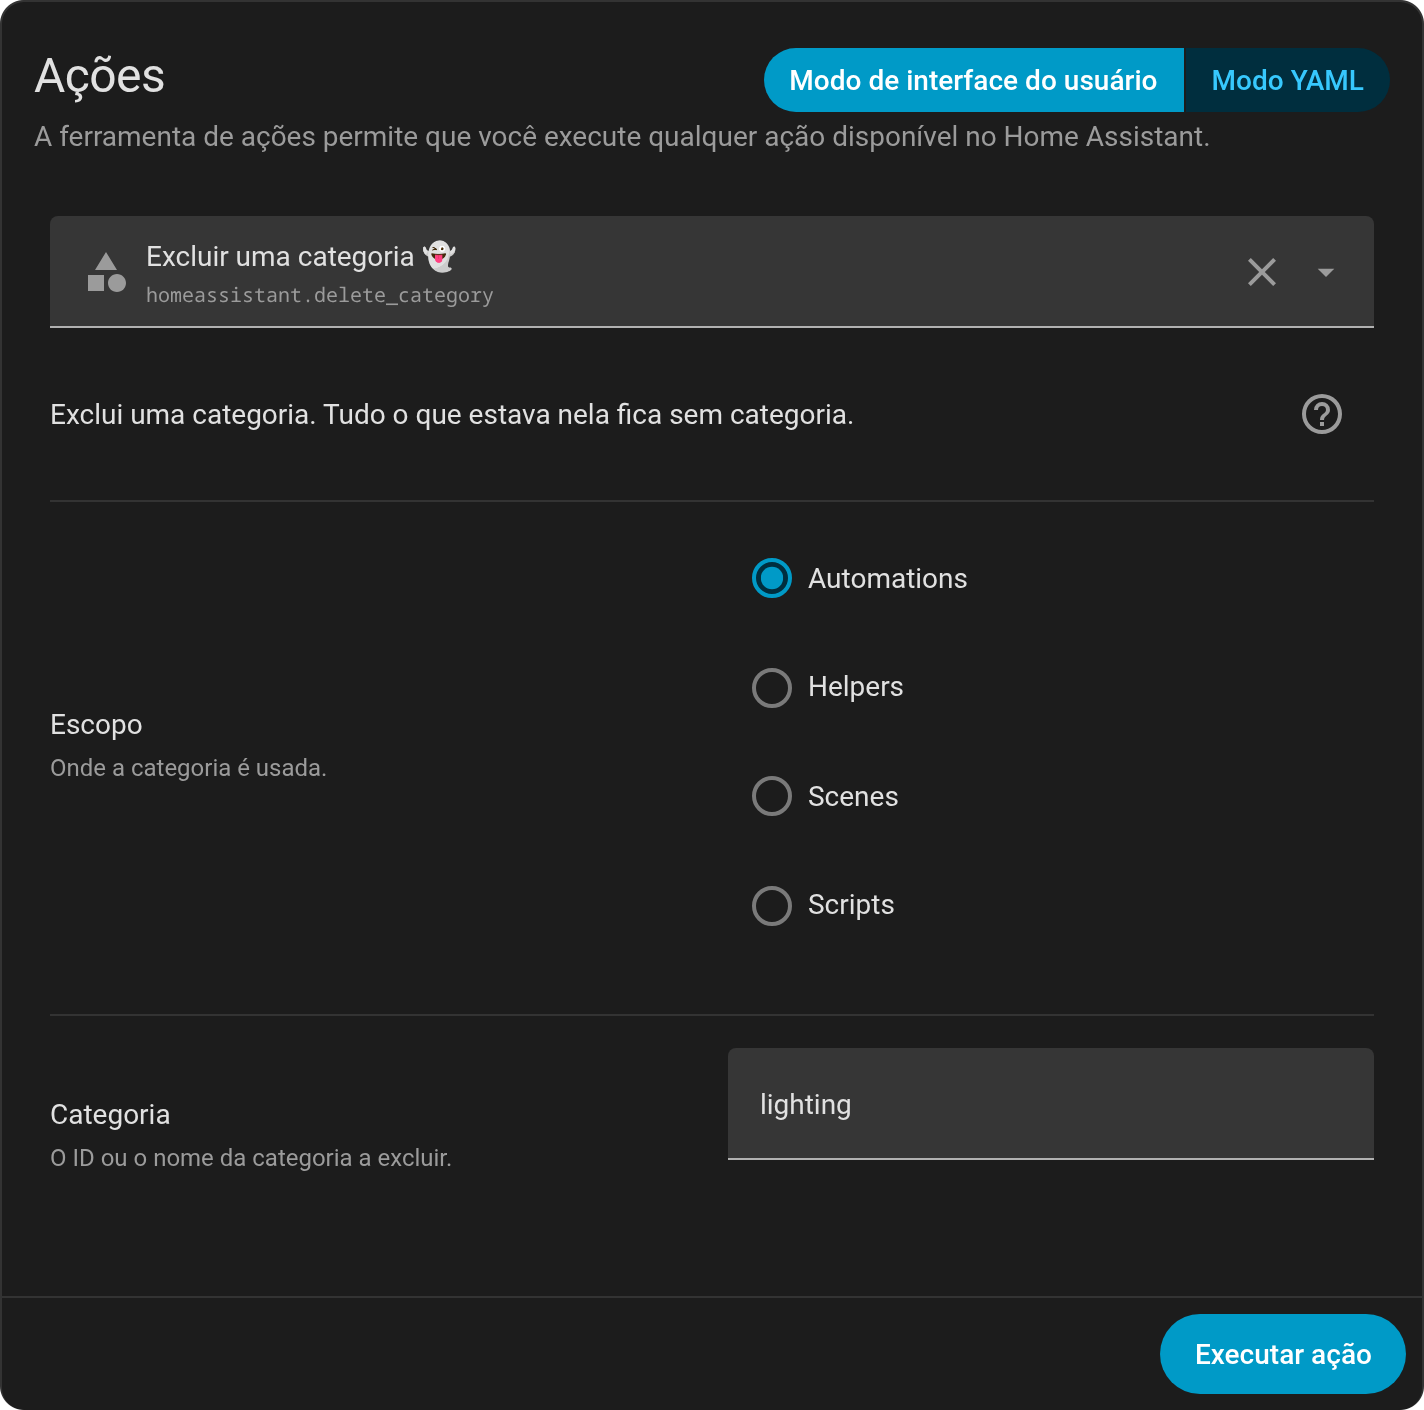 Ações
Modo de interface do usuário
Modo YAML
A ferramenta de ações permite que você execute qualquer ação disponível no Home Assistant.
Excluir uma categoria 👻
homeassistant.delete_category
Exclui uma categoria. Tudo o que estava nela fica sem categoria.
Escopo
Onde a categoria é usada.
Automations
Helpers
Scenes
Scripts
Categoria
O ID ou o nome da categoria a excluir.
lighting
Executar ação